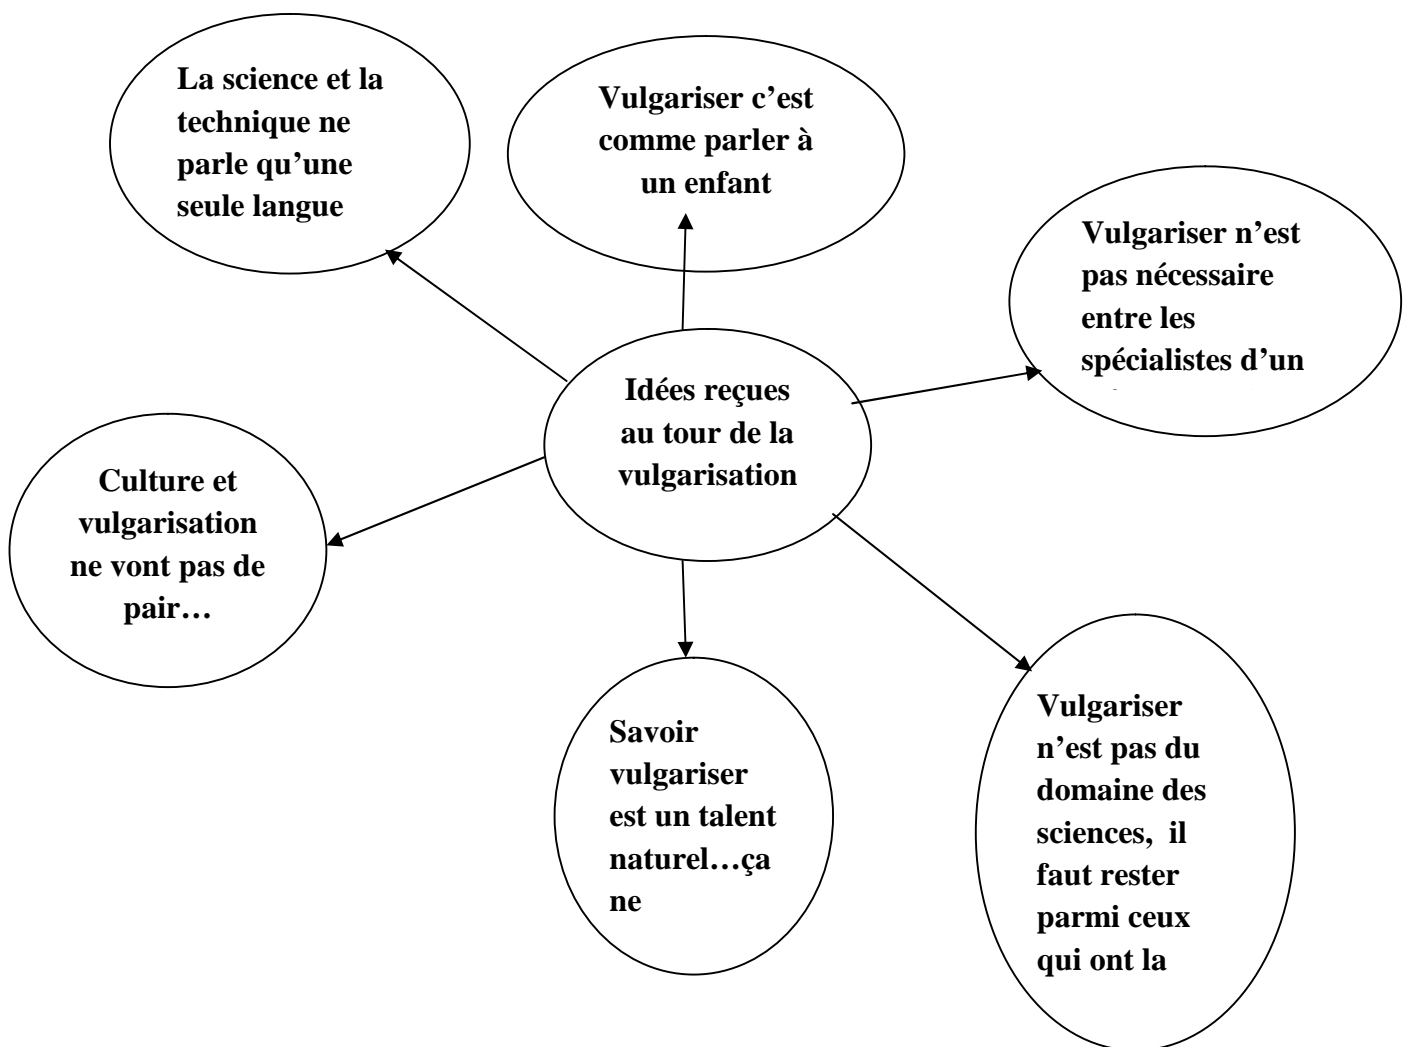 La science et la
technique ne
parle qu’une
seule langue
Vulgariser c’est
comme parler à
un enfant
Vulgariser n’est
pas nécessaire
entre les
spécialistes d’un
Idées reçues
au tour de la
vulgarisation
Culture et
vulgarisation
ne vont pas de
pair…
Savoir
vulgariser
est un talent
naturel…ça
ne
Vulgariser
n’est pas du
domaine des
sciences, il
faut rester
parmi ceux
qui ont la